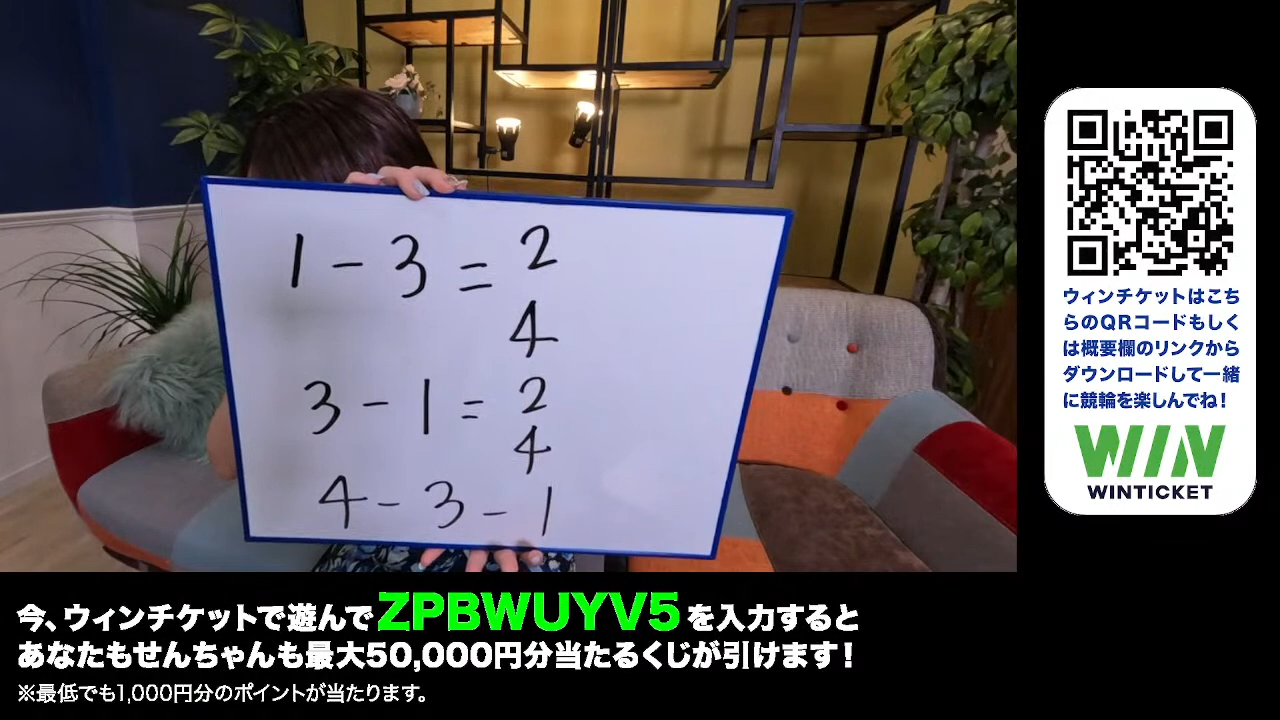 1-3=2
4
3-1=2
4
4-3-1
ウィンチケットはこち
らのQRコードもしく
は概要欄のリンクから
ダウンロードして一緒
に競輪を楽しんでね!
WIN
WINTICKET
今、ウィンチケットで遊んでZPBWUYV5を入力すると
あなたもせんちゃんも最大50,000円分当たるくじが引けます!
※最低でも1,000円分のポイントが当たります。